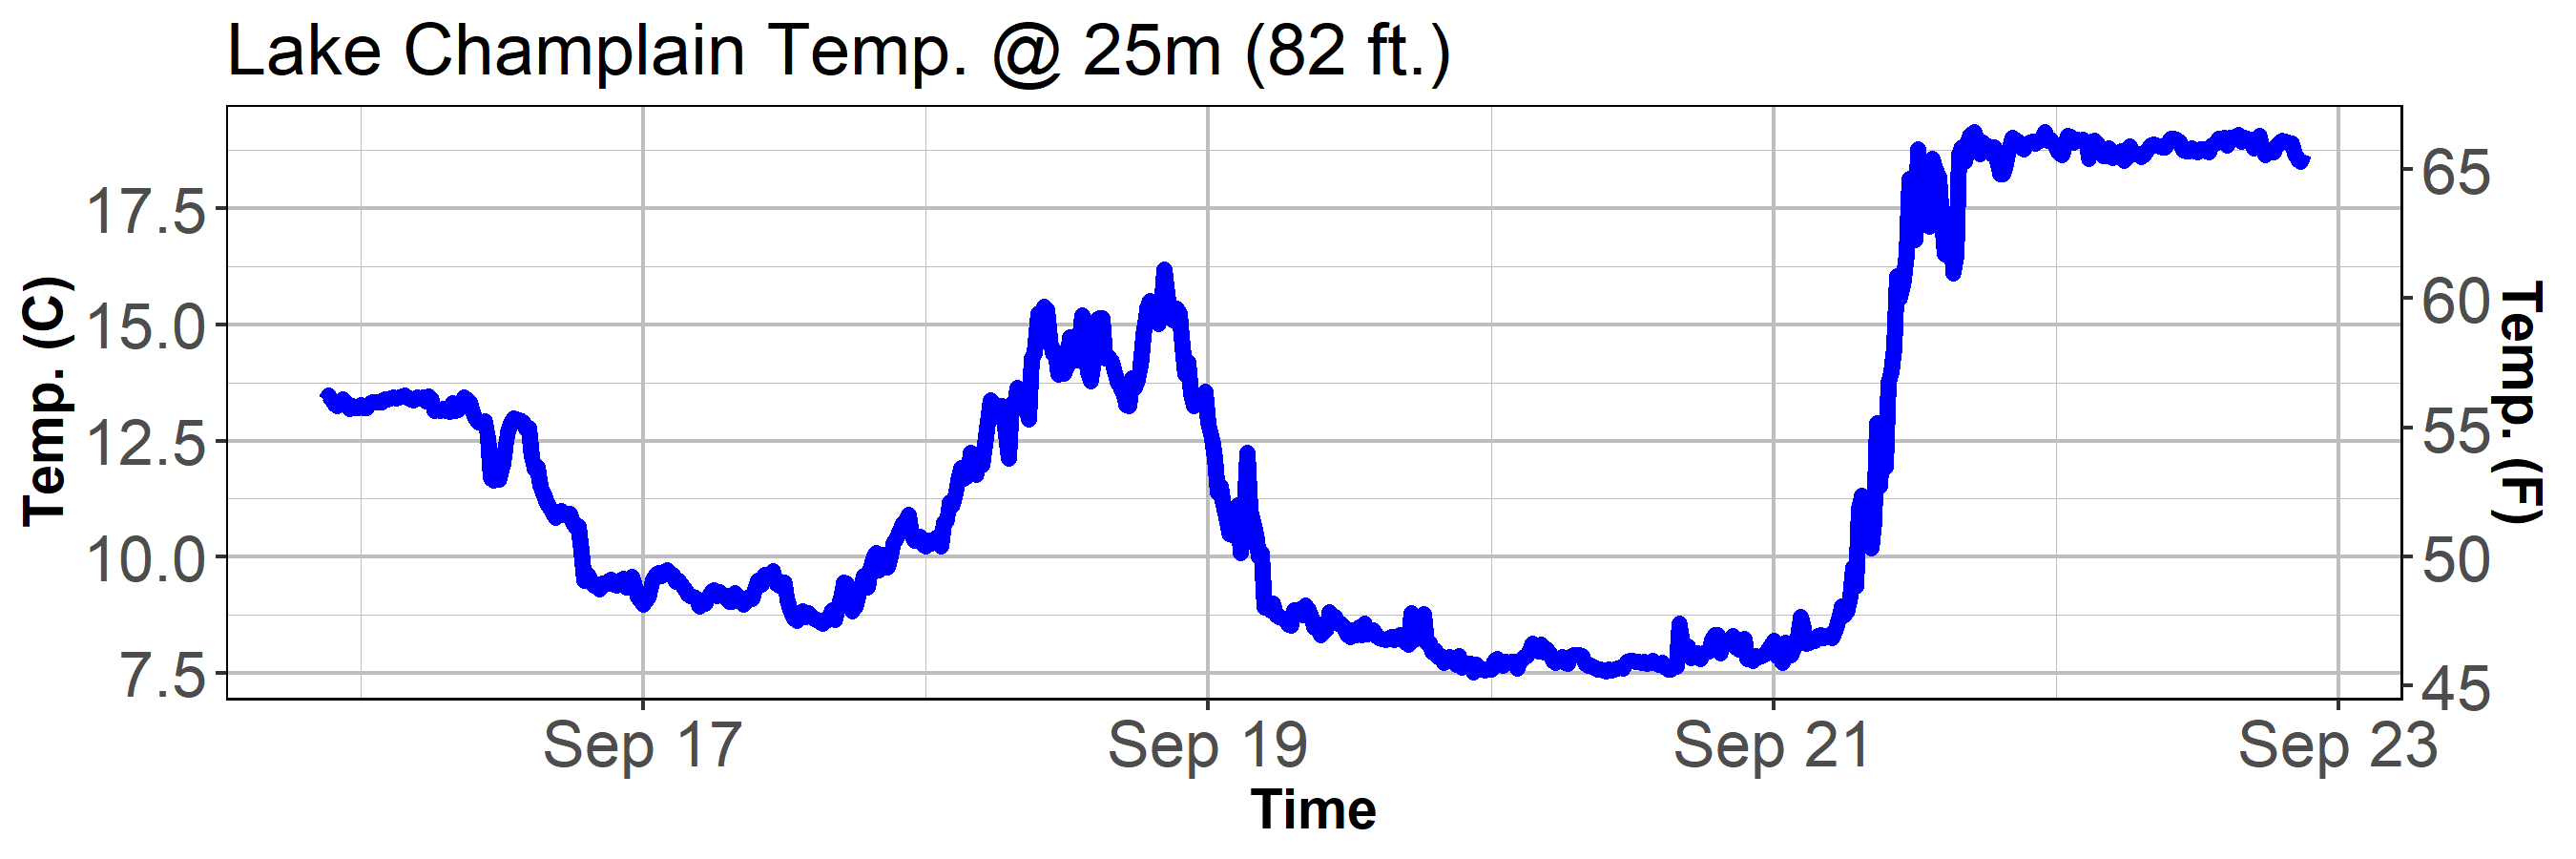 Lake Champlain Temp. @ 25m (82 ft.)
Temp. (C)
17.5
15.0
12.5
10.0
7.5
65
60
55
50
45
Temp. (F)
Sep 17 Sep 19 Sep 21 Sep 23
Time